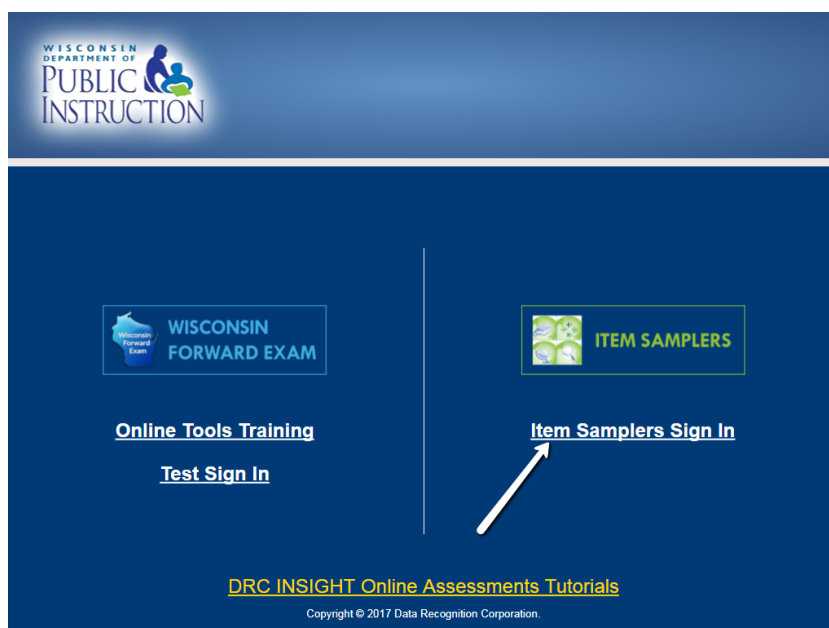 WISCONSIN
DEPARTMENT OF
PUBLIC
INSTRUCTION
Wisconsin
Forward
Exam
WISCONSIN
FORWARD EXAM
Online Tools Training
Test Sign In
ITEM SAMPLERS
Item Samplers Sign In
DRC INSIGHT Online Assessments Tutorials
Copyright © 2017 Data Recognition Corporation.